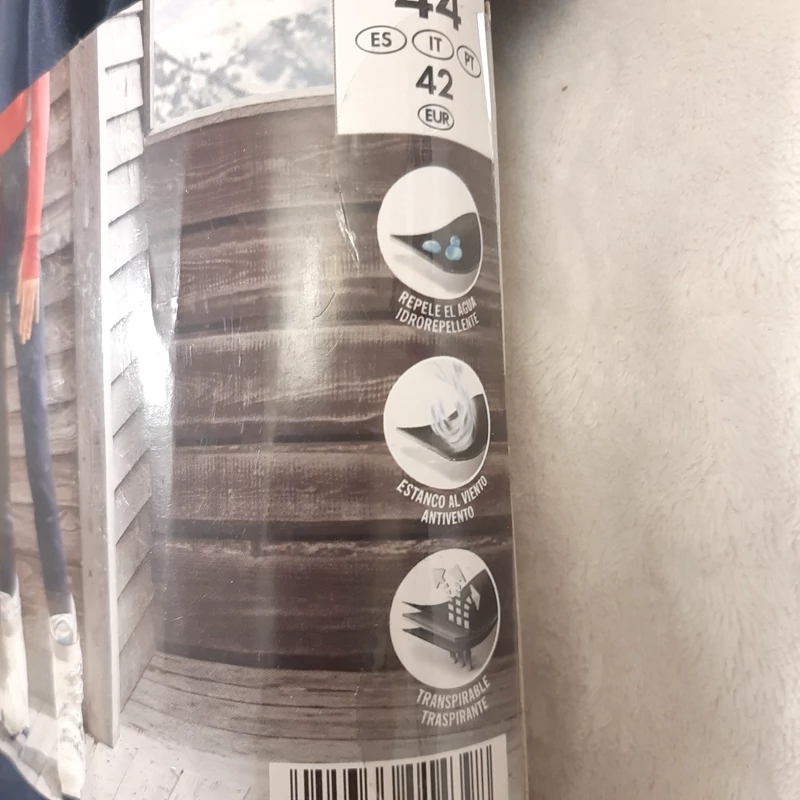 44
ES IT PT
42
EUR
REPELE EL AGUA
IDROREPELLENTE
ESTANCO AL VIENTO
ANTIVENTO
TRANSPIRABLE
TRASPIRANTE